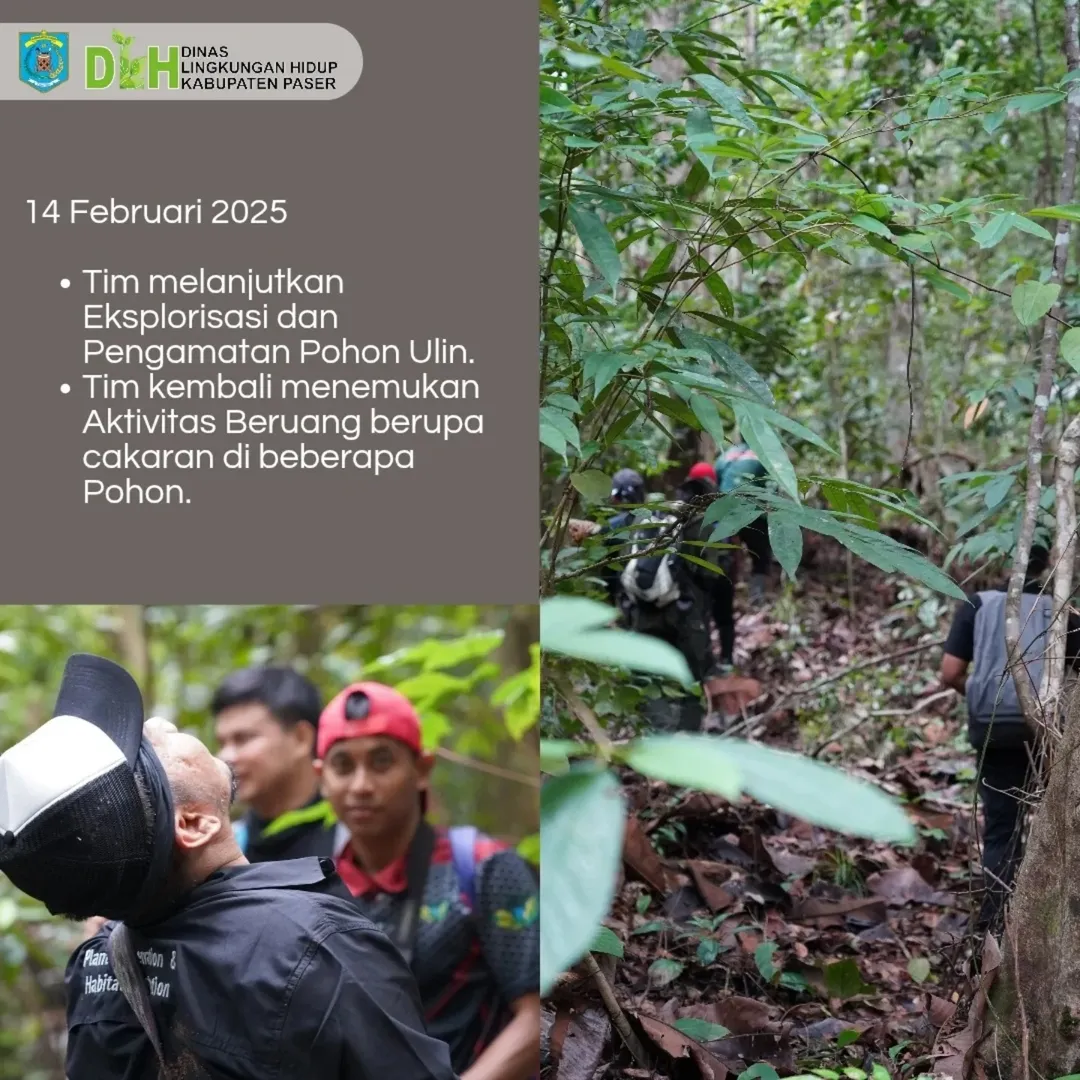 DLH
DINAS
LINGKUNGAN HIDUP
KABUPATEN PASER
14 Februari 2025
• Tim melanjutkan
Eksplorisasi dan
Pengamatan Pohon Ulin.
• Tim kembali menemukan
Aktivitas Beruang berupa
cakaran di beberapa
Pohon.
&